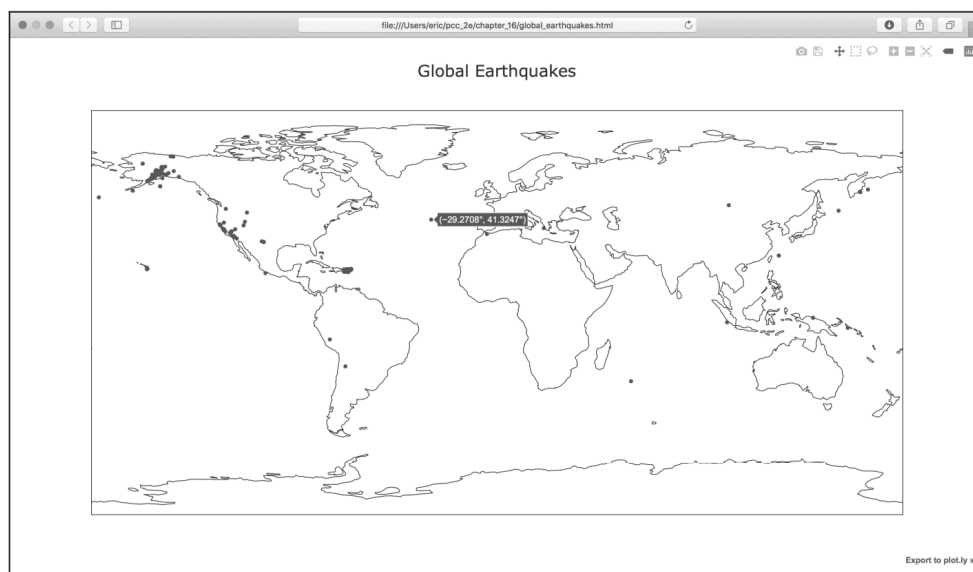 file:///Users/eric/pcc_2e/chapter_16/global_earthquakes.html
Global Earthquakes
(−29.2708°, 41.3247°)
Export to plot.ly »